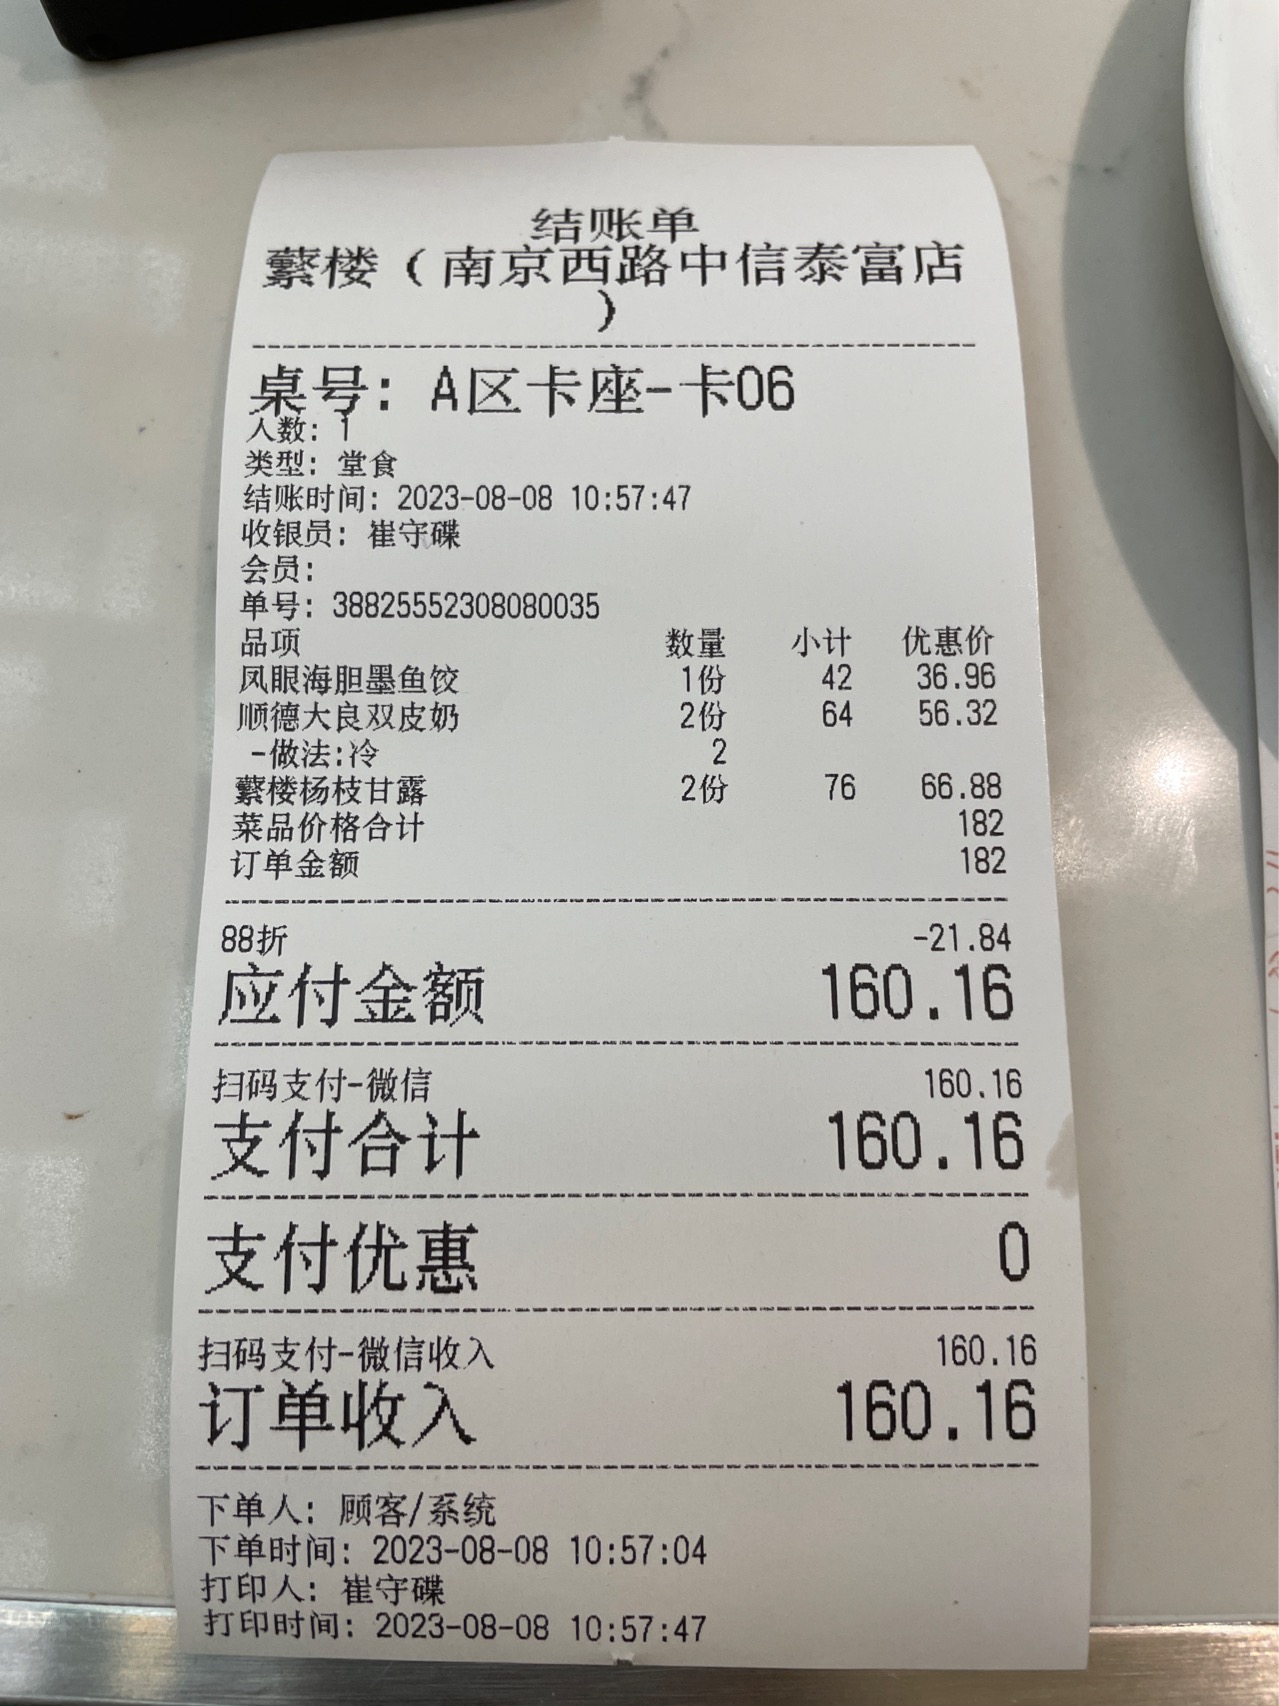 结账单
蘩楼（南京西路中信泰富店
）
桌号: A区卡座-卡06
人数: 1
类型: 堂食
结账时间: 2023-08-08 10:57:47
收银员: 崔守碟
会员:
单号: 38825552308080035
品项 数量 小计 优惠价
凤眼海胆墨鱼饺 1份 42 36.96
顺德大良双皮奶 2份 64 56.32
-做法:冷 2
蘩楼杨枝甘露 2份 76 66.88
菜品价格合计 182
订单金额 182
88折 -21.84
应付金额 160.16
扫码支付-微信 160.16
支付合计 160.16
支付优惠 0
扫码支付-微信收入 160.16
订单收入 160.16
下单人: 顾客/系统
下单时间: 2023-08-08 10:57:04
打印人: 崔守碟
打印时间: 2023-08-08 10:57:47